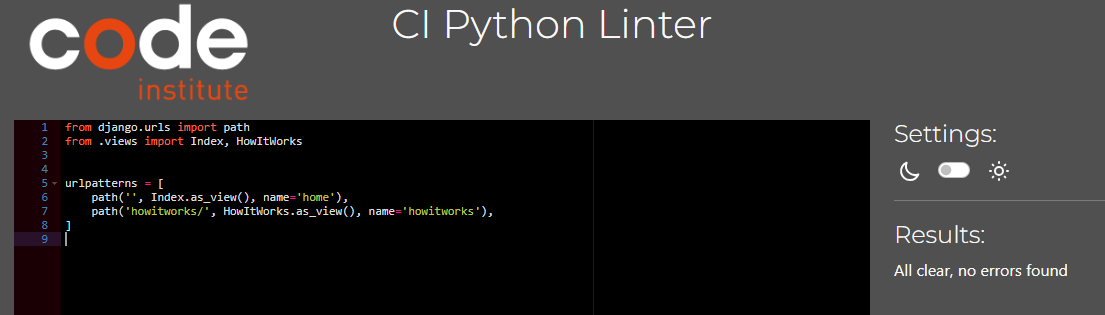 code
institute
CI Python Linter
1 from django.urls import path
2 from .views import Index, HowItWorks
3
4
5 urlpatterns = [
6     path('', Index.as_view(), name='home'),
7     path('howitworks/', HowItWorks.as_view(), name='howitworks'),
8 ]
9
Settings:
Results:
All clear, no errors found